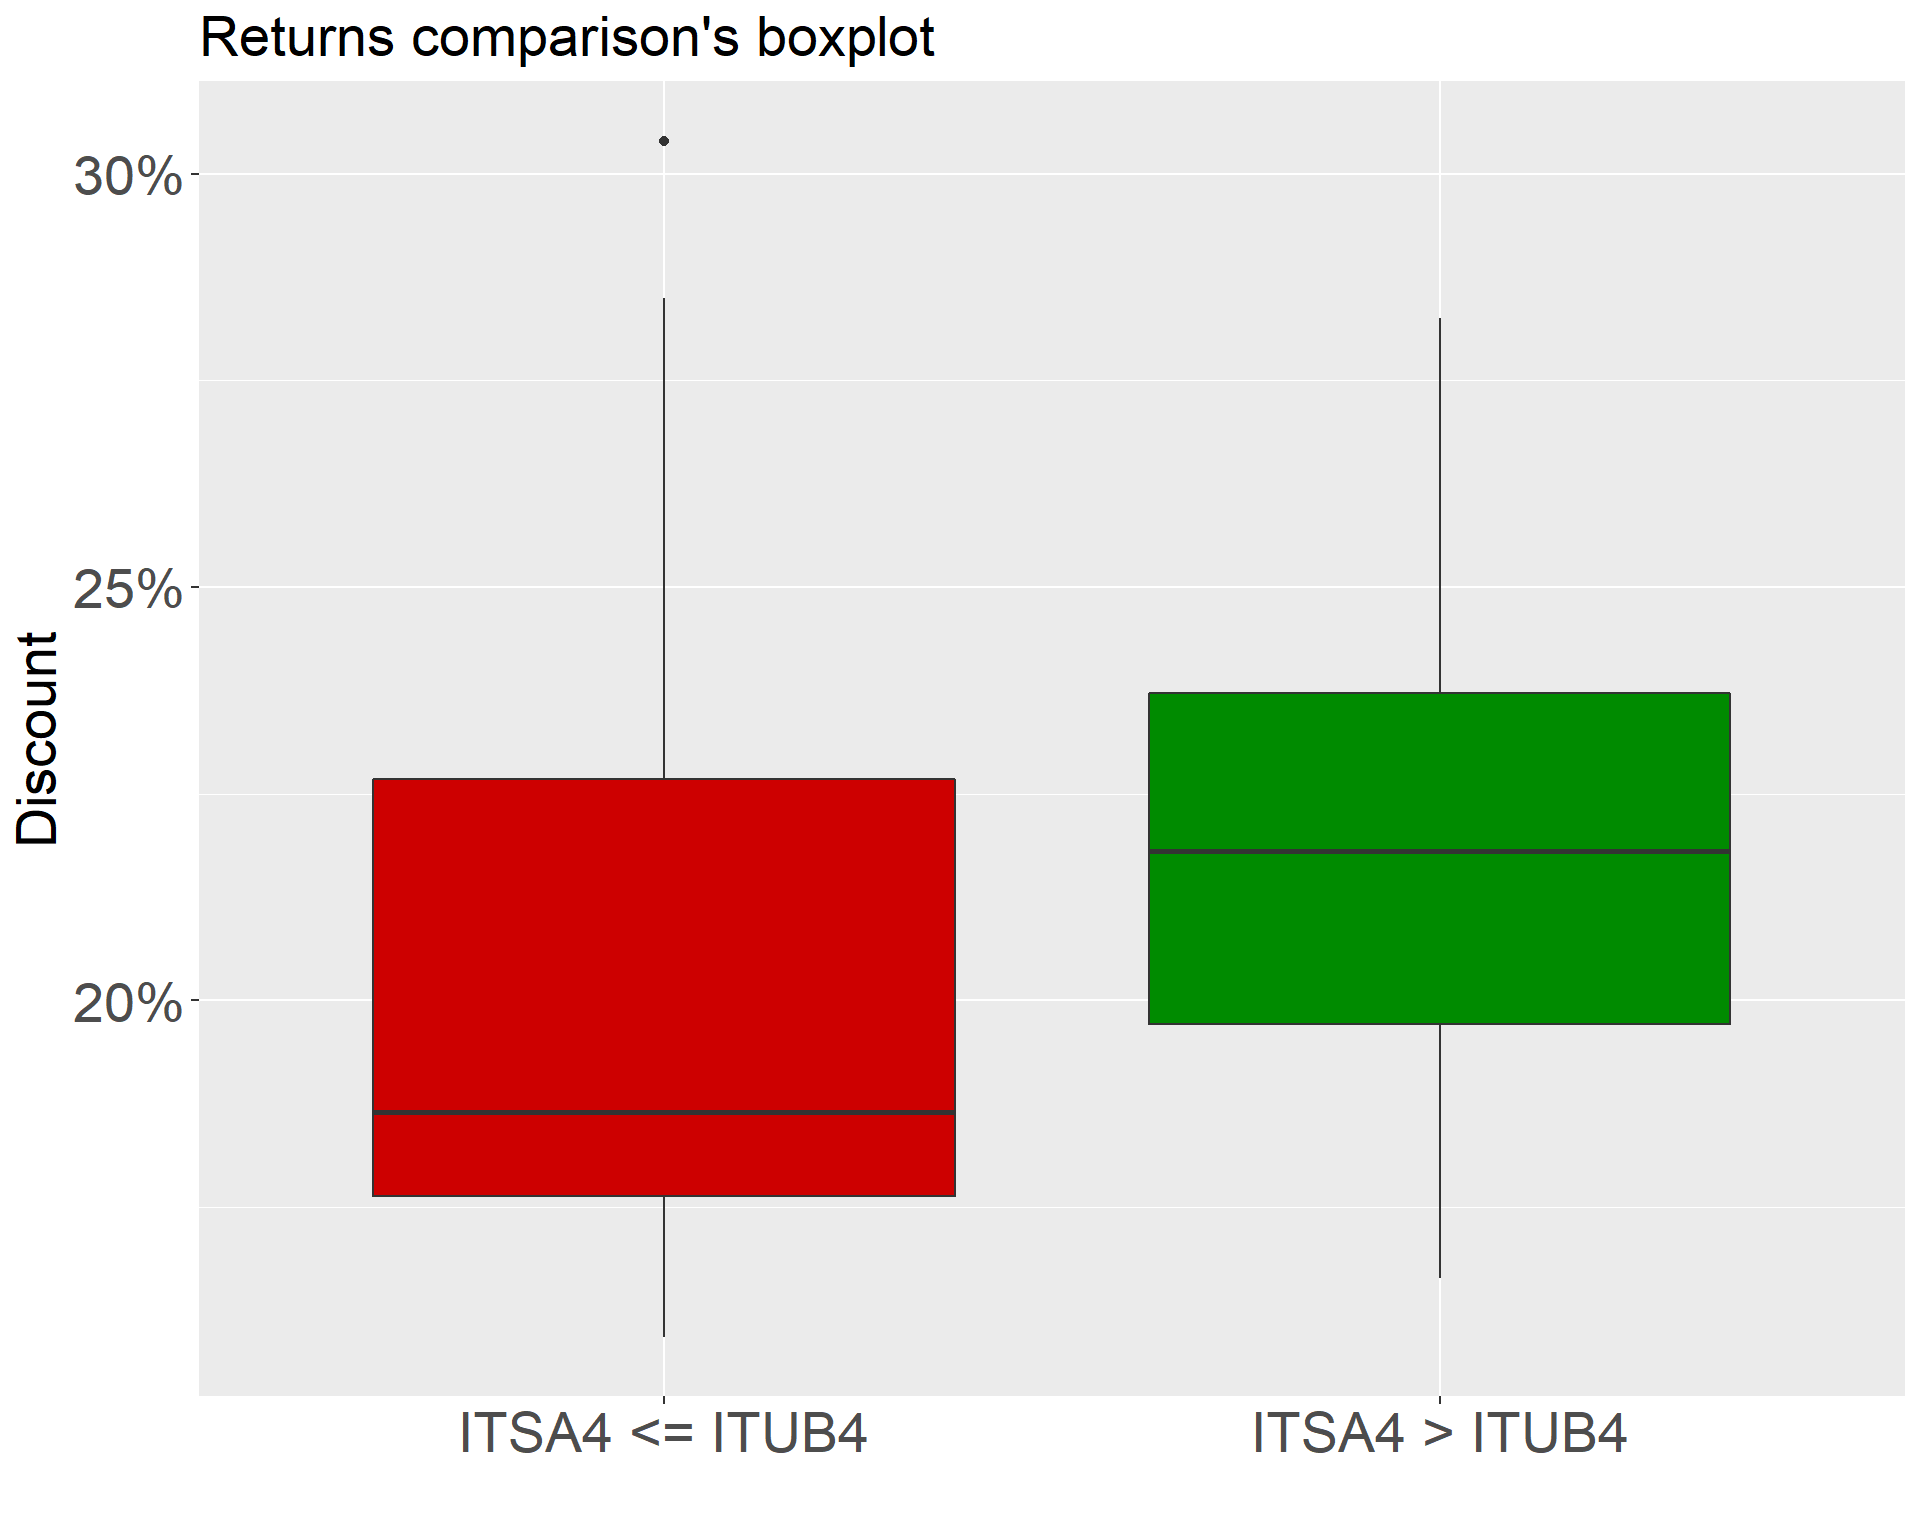 Returns comparison's boxplot
30%
25%
20%
Discount
ITSA4 <= ITUB4
ITSA4 > ITUB4